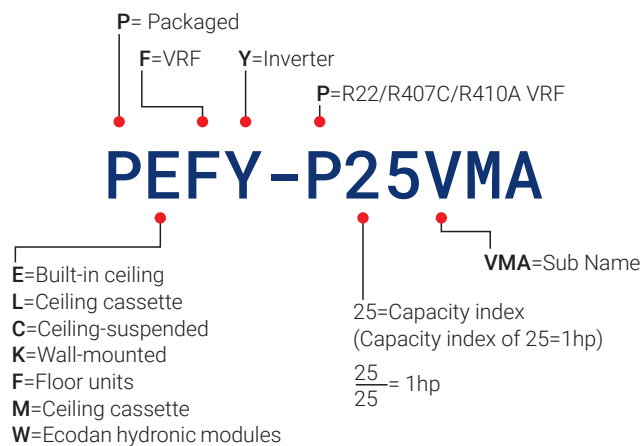 P= Packaged
F=VRF
Y=Inverter
P=R22/R407C/R410A VRF
PEFY-P25VMA
E=Built-in ceiling
L=Ceiling cassette
C=Ceiling-suspended
K=Wall-mounted
F=Floor units
M=Ceiling cassette
W=Ecodan hydronic modules
25=Capacity index
(Capacity index of 25=1hp)
25
25
= 1hp
VMA=Sub Name